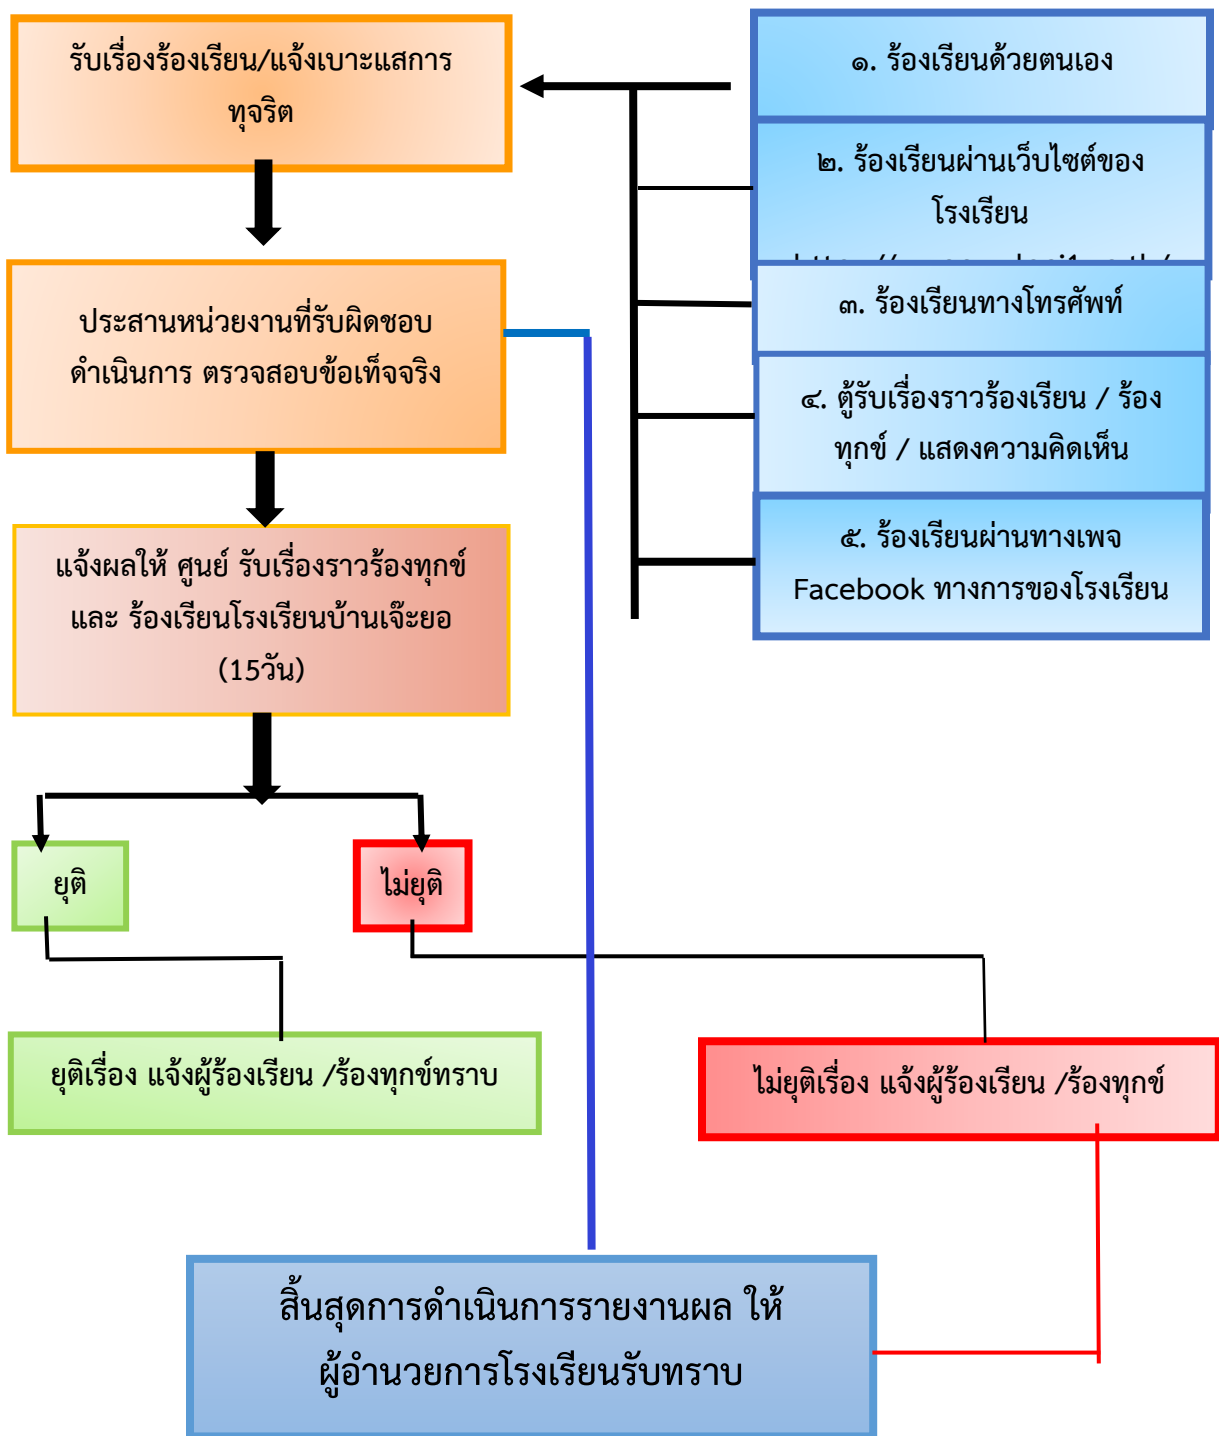 รับเรื่องร้องเรียน/แจ้งเบาะแสการ
ทุจริต
ประสานหน่วยงานที่รับผิดชอบ
ดำเนินการ ตรวจสอบข้อเท็จจริง
แจ้งผลให้ ศูนย์ รับเรื่องราวร้องทุกข์
และ ร้องเรียนโรงเรียนบ้านเจ๊ะยอ
(15วัน)
๑. ร้องเรียนด้วยตนเอง
๒. ร้องเรียนผ่านเว็บไซต์ของ
โรงเรียน
๓. ร้องเรียนทางโทรศัพท์
๔. ตู้รับเรื่องราวร้องเรียน / ร้อง
ทุกข์ / แสดงความคิดเห็น
๕. ร้องเรียนผ่านทางเพจ
Facebook ทางการของโรงเรียน
ยุติ
ไม่ยุติ
ยุติเรื่อง แจ้งผู้ร้องเรียน /ร้องทุกข์ทราบ
ไม่ยุติเรื่อง แจ้งผู้ร้องเรียน /ร้องทุกข์
สิ้นสุดการดำเนินการรายงานผล ให้
ผู้อำนวยการโรงเรียนรับทราบ